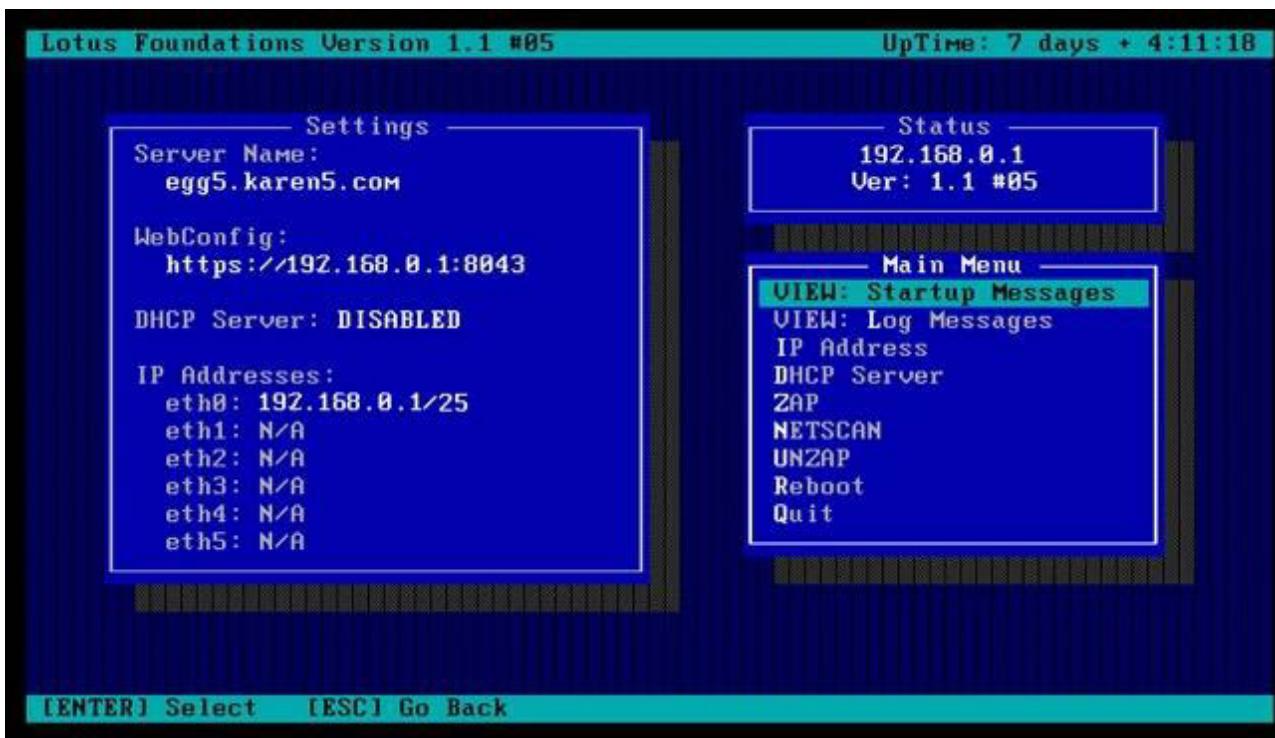 Lotus Foundations Version 1.1 #05 UpTime: 7 days + 4:11:18
Settings
Server Name:
egg5.karen5.com
WebConfig:
https://192.168.0.1:8043
DHCP Server: DISABLED
IP Addresses:
eth0: 192.168.0.1/25
eth1: N/A
eth2: N/A
eth3: N/A
eth4: N/A
eth5: N/A
Status
192.168.0.1
Ver: 1.1 #05
Main Menu
VIEW: Startup Messages
VIEW: Log Messages
IP Address
DHCP Server
ZAP
NETSCAN
UNZAP
Reboot
Quit
[ENTER] Select [ESC] Go Back